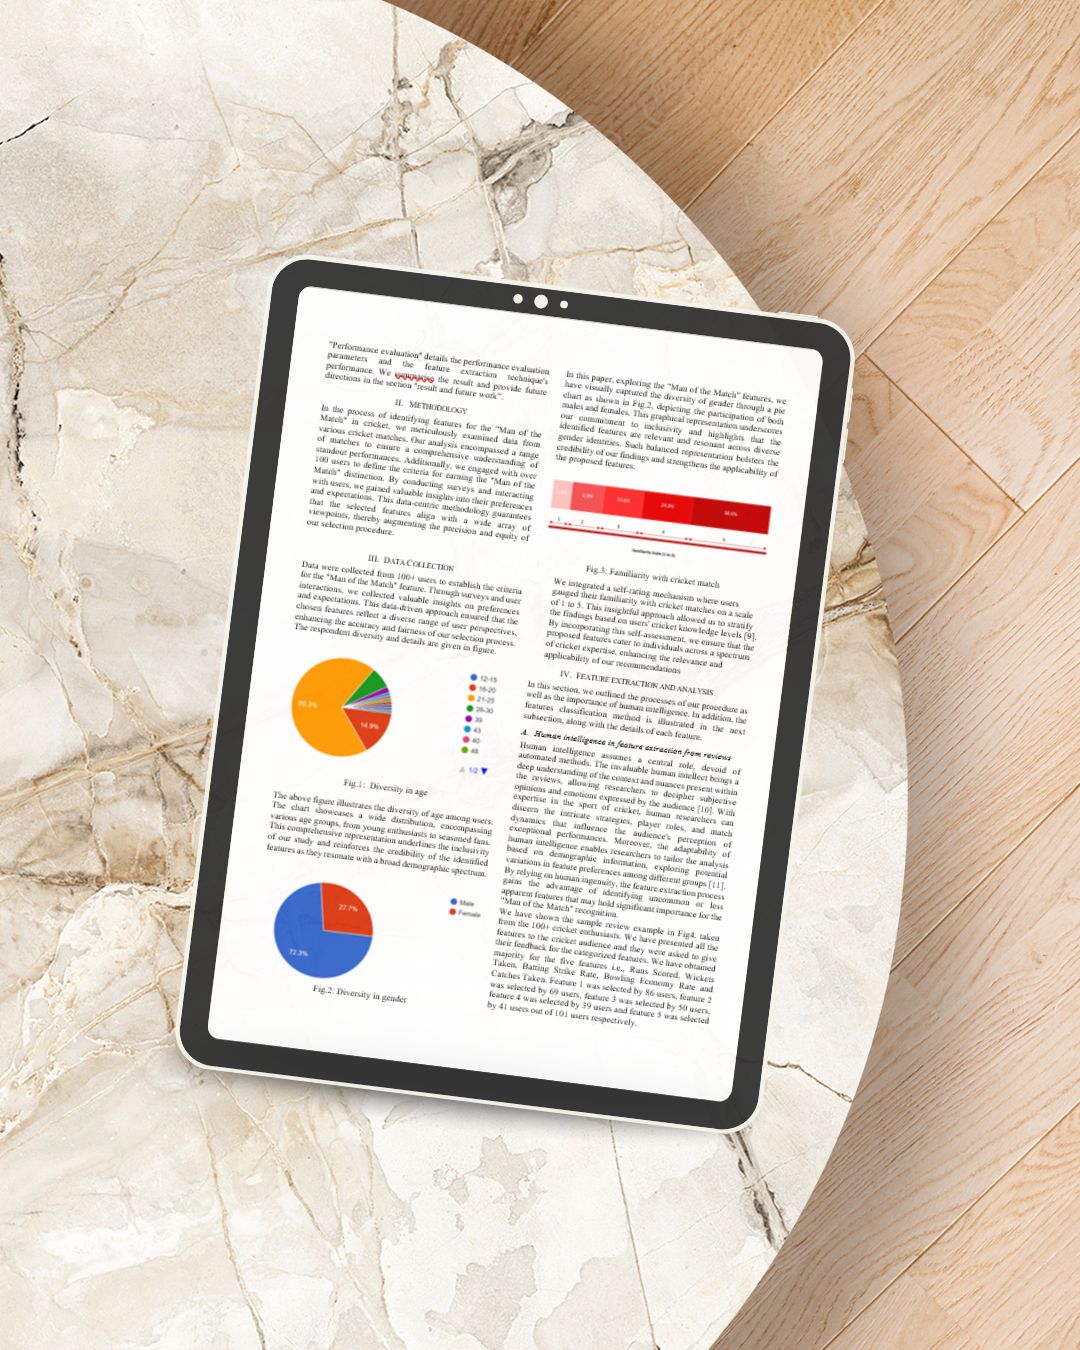 "Performance evaluation" details the performance evaluation
parameters and the feature extraction technique's
performance. We the result and provide future
directions in the section "result and future work".
II. METHODOLOGY
In the process of identifying features for the "Man of the
Match" in cricket, we meticulously examined data from
various cricket matches. Our analysis encompassed a range
of matches to ensure a comprehensive understanding of
standout performances. Additionally, we engaged with over
100 users to define the criteria for earning the "Man of the
Match" distinction. By conducting surveys and interacting
with users, we gained valuable insights into their preferences
and expectations. This data-centric methodology guarantees
that the selected features align with a wide array of
viewpoints, thereby augmenting the precision and equity of
our selection procedure.
III. DATA COLLECTION
Data were collected from 100+ users to establish the criteria
for the "Man of the Match" feature. Through surveys and user
interactions, we collected valuable insights on preferences
and expectations. This data-driven approach ensured that the
chosen features reflect a diverse range of user perspectives,
enhancing the accuracy and fairness of our selection process.
The respondent diversity and details are given in figure.
69.3%
14.9%
12-15
16-20
21-25
26-30
39
43
40
48
1/2
Fig.1: Diversity in age
The above figure illustrates the diversity of age among users.
The chart showcases a wide distribution, encompassing
various age groups, from young enthusiasts to seasoned fans.
This comprehensive representation underlines the inclusivity
of our study and reinforces the credibility of the identified
features as they resonate with a broad demographic spectrum.
27.7%
72.3%
Male
Female
Fig.2: Diversity in gender
In this paper, exploring the "Man of the Match" features, we
have visually captured the diversity of gender through a pie
chart as shown in Fig.2, depicting the participation of both
males and females. This graphical representation underscores
our commitment to inclusivity and highlights that the
identified features are relevant and resonant across diverse
gender identities. Such balanced representation bolsters the
credibility of our findings and strengthens the applicability of
the proposed features.
1 2 3 4 5
Fig.3: Familiarity with cricket match
We integrated a self-rating mechanism where users
gauged their familiarity with cricket matches on a scale
of 1 to 5. This insightful approach allowed us to stratify
the findings based on users' cricket knowledge levels [9].
By incorporating this self-assessment, we ensure that the
proposed features cater to individuals across a spectrum
of cricket expertise, enhancing the relevance and
applicability of our recommendations
IV. FEATURE EXTRACTION AND ANALYSIS
In this section, we outlined the processes of our procedure as
well as the importance of human intelligence. In addition, the
features classification method is illustrated in the next
subsection, along with the details of each feature.
A. Human intelligence in feature extraction from reviews
Human intelligence assumes a central role, devoid of
automated methods. The invaluable human intellect brings a
deep understanding of the context and nuances present within
the reviews, allowing researchers to decipher subjective
opinions and emotions expressed by the audience [10]. With
expertise in the sport of cricket, human researchers can
discern the intricate strategies, player roles, and match
dynamics that influence the audience's perception of
exceptional performances. Moreover, the adaptability of
human intelligence enables researchers to tailor the analysis
based on demographic information, exploring potential
variations in feature preferences among different groups [11].
By relying on human ingenuity, the feature extraction process
gains the advantage of identifying uncommon or less
apparent features that may hold significant importance for the
"Man of the Match" recognition.
We have shown the sample review example in Fig4. taken
from the 100+ cricket enthusiasts. We have presented all the
features to the cricket audience and they were asked to give
their feedback for the categorized features. We have obtained
majority for the five features i.e., Runs Scored, Wickets
Taken, Batting Strike Rate, Bowling Economy Rate and
Catches Taken. Feature 1 was selected by 86 users, feature 2
was selected by 69 users, feature 3 was selected by 50 users,
feature 4 was selected by 39 users and feature 5 was selected
by 41 users out of 101 users respectively.